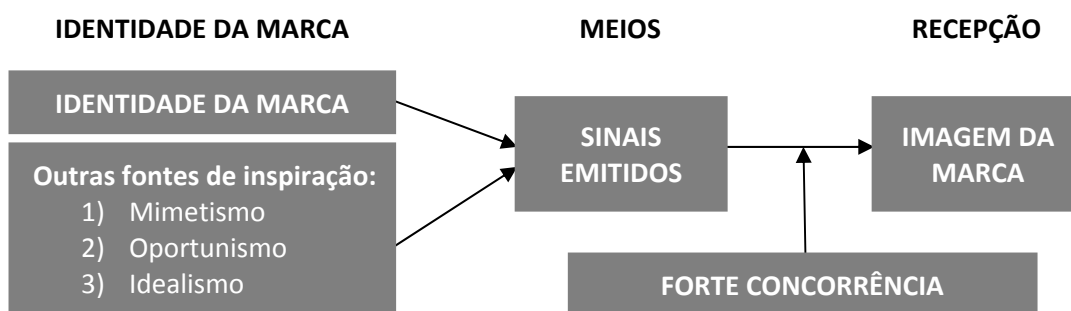 IDENTIDADE DA MARCA
MEIOS
RECEPÇÃO
IDENTIDADE DA MARCA
Outras fontes de inspiração:
1) Mimetismo
2) Oportunismo
3) Idealismo
SINAIS
EMITIDOS
IMAGEM DA
MARCA
FORTE CONCORRÊNCIA